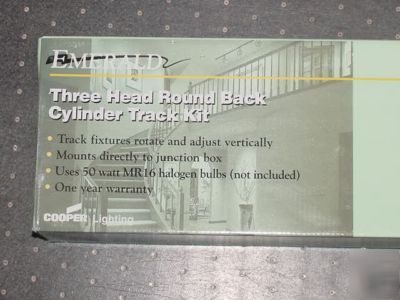 EMERALD
Three Head Round Back
Cylinder Track Kit
• Track fixtures rotate and adjust vertically
• Mounts directly to junction box
• Uses 50 watt MR16 halogen bulbs (not included)
• One year warranty
COOPER Lighting